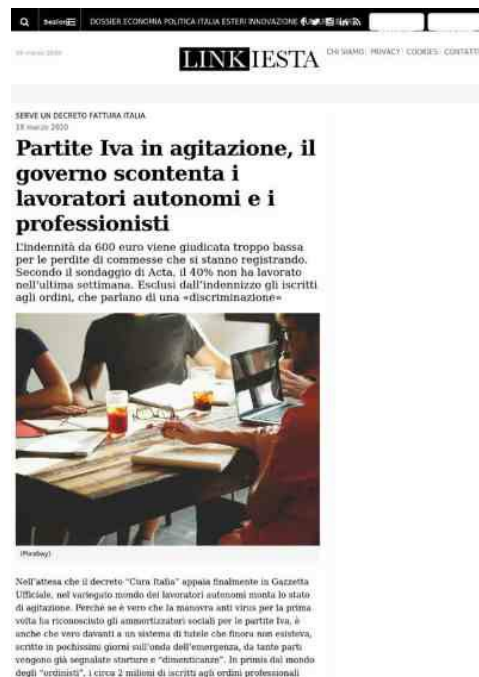 Sezioni DOSSIER ECONOMIA POLITICA ITALIA ESTERI INNOVAZIONE
LINKIESTA
CHI SIAMO PRIVACY COOKIES CONTATTI
SERVE UN DECRETO FATTURA ITALIA
18 marzo 2020
Partite Iva in agitazione, il
governo scontenta i
lavoratori autonomi e i
professionisti
L'indennità da 600 euro viene giudicata troppo bassa
per le perdite di commesse che si stanno registrando.
Secondo il sondaggio di Acta, il 40% non ha lavorato
nell'ultima settimana. Esclusi dall'indennizzo gli iscritti
agli ordini, che parlano di una «discriminazione»
(Pixabay)
Nell'attesa che il decreto "Cura Italia" appaia finalmente in Gazzetta
Ufficiale, nel variegato mondo dei lavoratori autonomi monta lo stato
di agitazione. Perché se è vero che la manovra anti virus per la prima
volta ha riconosciuto gli ammortizzatori sociali per le partite Iva, è
anche che vero davanti a un sistema di tutele che finora non esisteva,
scritto in pochissimi giorni sull'onda dell'emergenza, da tante parti
vengono già segnalate storture e "dimenticanze". In primis dal mondo
degli "ordinisti", i circa 2 milioni di iscritti agli ordini professionali